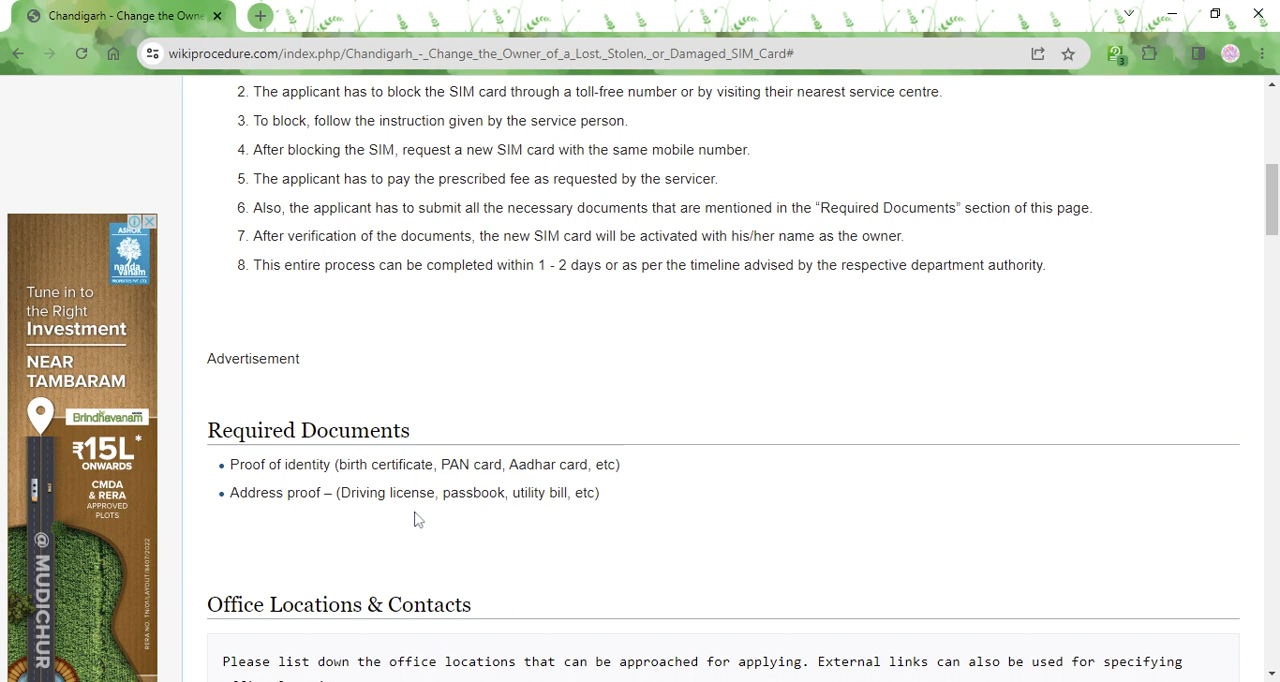 Chandigarh - Change the Owne
wikiprocedure.com/index.php/Chandigarh_-_Change_the_Owner_of_a_Lost,_Stolen,_or_Damaged_SIM_Card#
3
2. The applicant has to block the SIM card through a toll-free number or by visiting their nearest service centre.
3. To block, follow the instruction given by the service person.
4. After blocking the SIM, request a new SIM card with the same mobile number.
5. The applicant has to pay the prescribed fee as requested by the servicer.
6. Also, the applicant has to submit all the necessary documents that are mentioned in the “Required Documents” section of this page.
7. After verification of the documents, the new SIM card will be activated with his/her name as the owner.
8. This entire process can be completed within 1 - 2 days or as per the timeline advised by the respective department authority.
ASHOK
nanda
vanam
PROPERTIES PVT LTD.
Tune in to
the Right
Investment
NEAR
TAMBARAM
Brindhavanam
₹15L*
ONWARDS
CMDA
& RERA
APPROVED
PLOTS
@ MUDICHUR
Advertisement
Required Documents
• Proof of identity (birth certificate, PAN card, Aadhar card, etc)
• Address proof – (Driving license, passbook, utility bill, etc)
Office Locations & Contacts
Please list down the office locations that can be approached for applying. External links can also be used for specifying